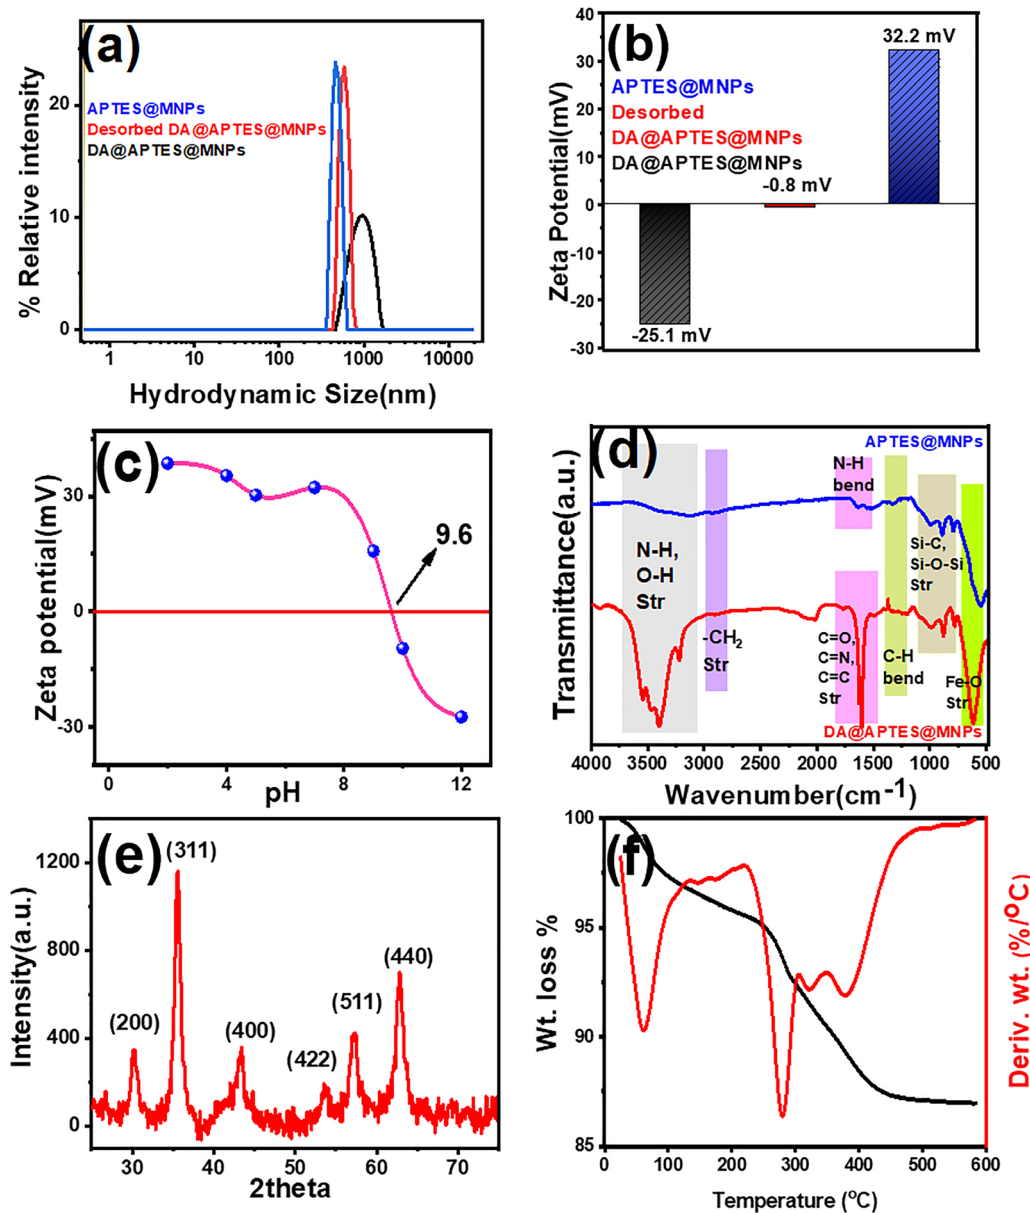 (a)
APTES@MNPs
Desorbed DA@APTES@MNPs
DA@APTES@MNPs
% Relative intensity
20
10
0
1
10
100
1000
10000
Hydrodynamic Size(nm)
(b)
32.2 mV
APTES@MNPs
Desorbed
DA@APTES@MNPs
DA@APTES@MNPs
-0.8 mV
-25.1 mV
Zeta Potential(mV)
40
30
20
10
0
-10
-20
-30
(c)
9.6
Zeta potential(mV)
30
0
-30
0
4
8
12
pH
(d)
APTES@MNPs
N-H
bend
N-H,
O-H
Str
Si-C,
Si-O-Si
Str
-CH2
Str
C=O,
C=N,
C=C
Str
C-H
bend
Fe-O
Str
DA@APTES@MNPs
Transmittance(a.u.)
4000
3500
3000
2500
2000
1500
1000
500
Wavenumber(cm-1)
(e)
(311)
(440)
(511)
(200)
(400)
(422)
Intensity(a.u.)
1200
800
400
0
30
40
50
60
70
2theta
(f)
Wt. loss %
100
95
90
85
0
100
200
300
400
500
600
Temperature (oC)
Deriv. wt. (%/oC)